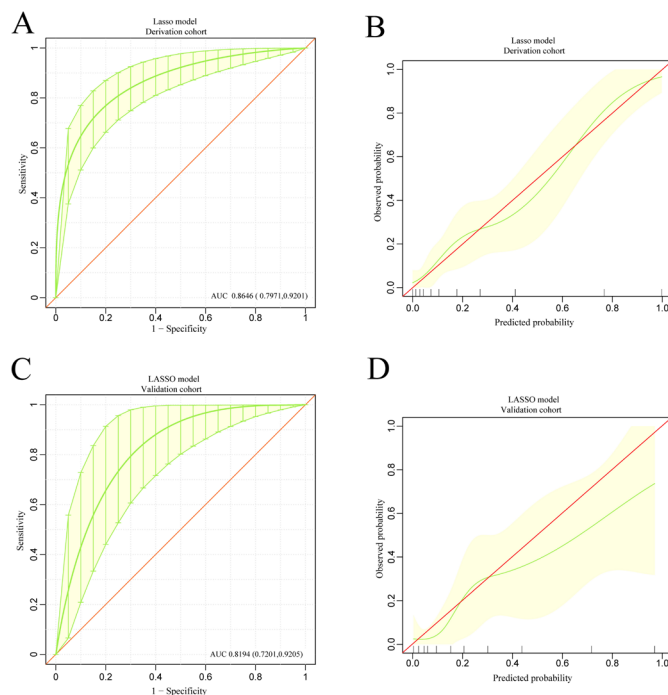 A
Lasso model
Derivation cohort
Sensitivity
0
0.2
0.4
0.6
0.8
1
AUC 0.8646 ( 0.7971,0.9201)
0
0.2
0.4
0.6
0.8
1
1 − Specificity
B
Lasso model
Derivation cohort
Observed probability
0.0
0.2
0.4
0.6
0.8
1.0
0.0
0.2
0.4
0.6
0.8
1.0
Predicted probability
C
LASSO model
Validation cohort
Sensitivity
0
0.2
0.4
0.6
0.8
1
AUC 0.8194 (0.7201,0.9205)
0
0.2
0.4
0.6
0.8
1
1 − Specificity
D
LASSO model
Validation cohort
Observed probability
0.0
0.2
0.4
0.6
0.8
1.0
0.0
0.2
0.4
0.6
0.8
1.0
Predicted probability